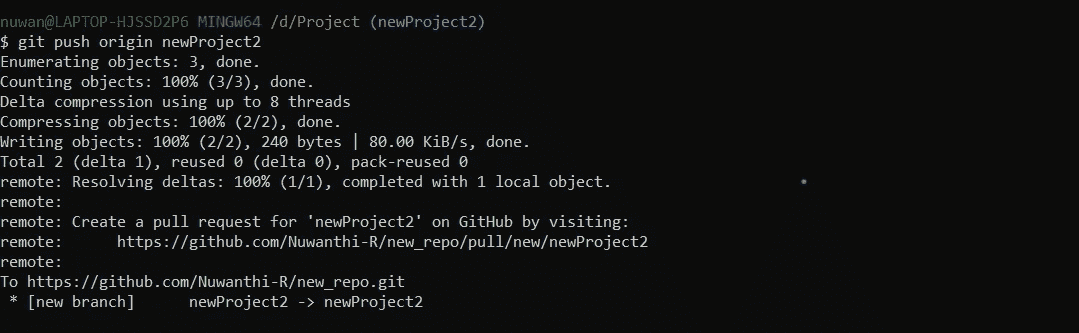 nuwan@LAPTOP-HJSSD2P6 MINGW64 /d/Project (newProject2)
$ git push origin newProject2
Enumerating objects: 3, done.
Counting objects: 100% (3/3), done.
Delta compression using up to 8 threads
Compressing objects: 100% (2/2), done.
Writing objects: 100% (2/2), 240 bytes | 80.00 KiB/s, done.
Total 2 (delta 1), reused 0 (delta 0), pack-reused 0
remote: Resolving deltas: 100% (1/1), completed with 1 local object.
remote:
remote: Create a pull request for 'newProject2' on GitHub by visiting:
remote:      https://github.com/Nuwanthi-R/new_repo/pull/new/newProject2
remote:
To https://github.com/Nuwanthi-R/new_repo.git
 * [new branch]      newProject2 -> newProject2